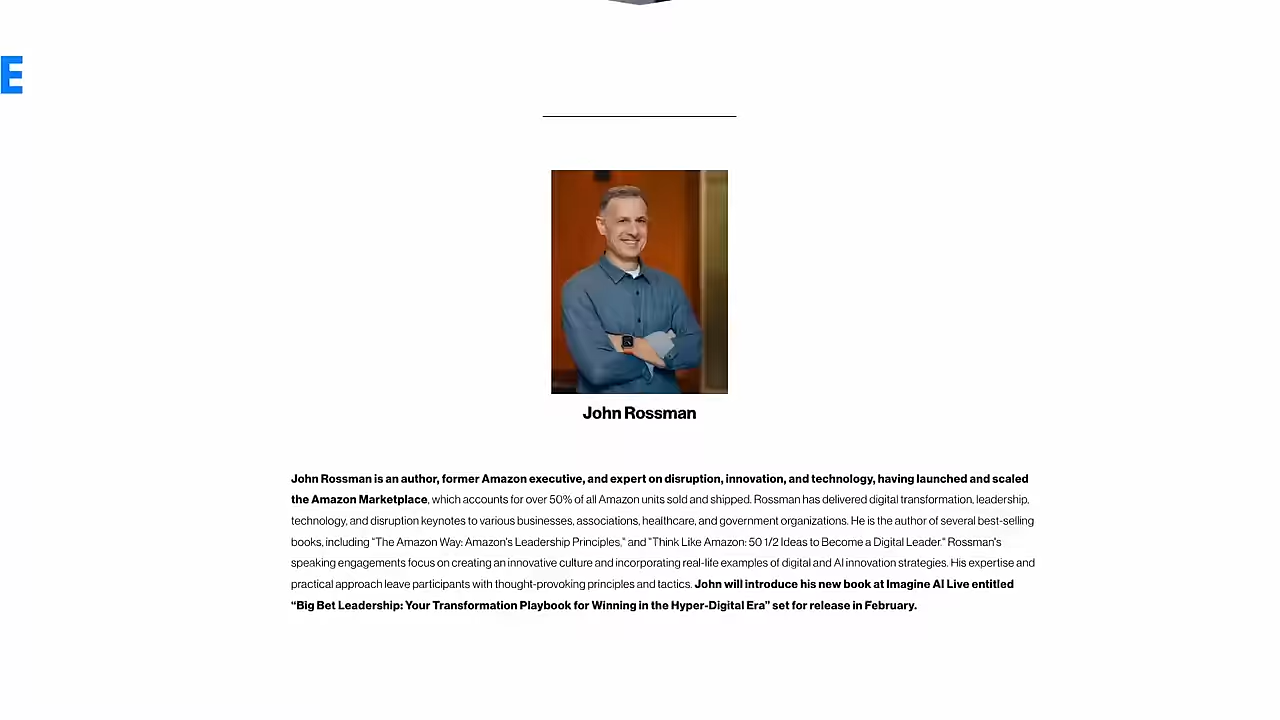 E
John Rossman
John Rossman is an author, former Amazon executive, and expert on disruption, innovation, and technology, having launched and scaled
the Amazon Marketplace, which accounts for over 50% of all Amazon units sold and shipped. Rossman has delivered digital transformation, leadership,
technology, and disruption keynotes to various businesses, associations, healthcare, and government organizations. He is the author of several best-selling
books, including "The Amazon Way: Amazon's Leadership Principles," and "Think Like Amazon: 50 1/2 Ideas to Become a Digital Leader." Rossman's
speaking engagements focus on creating an innovative culture and incorporating real-life examples of digital and AI innovation strategies. His expertise and
practical approach leave participants with thought-provoking principles and tactics. John will introduce his new book at Imagine AI Live entitled
“Big Bet Leadership: Your Transformation Playbook for Winning in the Hyper-Digital Era” set for release in February.